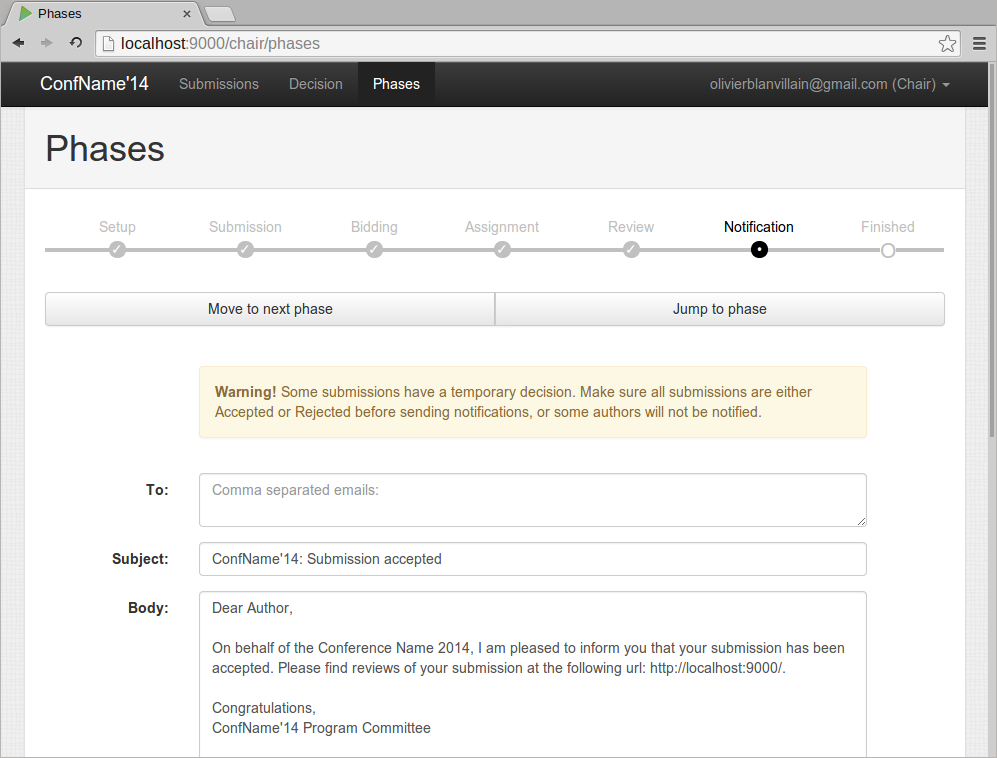 Phases
localhost:9000/chair/phases
ConfName'14 Submissions Decision Phases olivierblanvillain@gmail.com (Chair)
Phases
Setup Submission Bidding Assignment Review Notification Finished
Move to next phase Jump to phase
Warning! Some submissions have a temporary decision. Make sure all submissions are either
Accepted or Rejected before sending notifications, or some authors will not be notified.
To: Comma separated emails:
Subject: ConfName'14: Submission accepted
Body: Dear Author,
On behalf of the Conference Name 2014, I am pleased to inform you that your submission has been
accepted. Please find reviews of your submission at the following url: http://localhost:9000/.
Congratulations,
ConfName'14 Program Committee